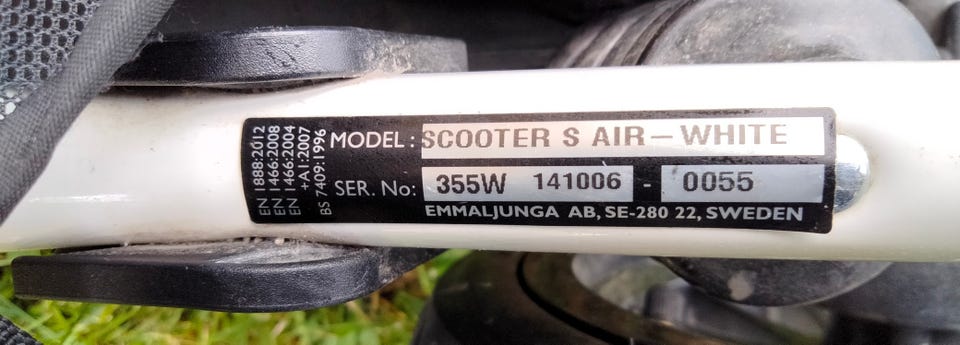 EN 1888:2012
EN 1466:2008
EN 1466:2004
+A1:2007
BS 7409:1996
MODEL: SCOOTER S AIR – WHITE
SER. No: 355W 141006 - 0055
EMMALJUNGA AB, SE-280 22, SWEDEN